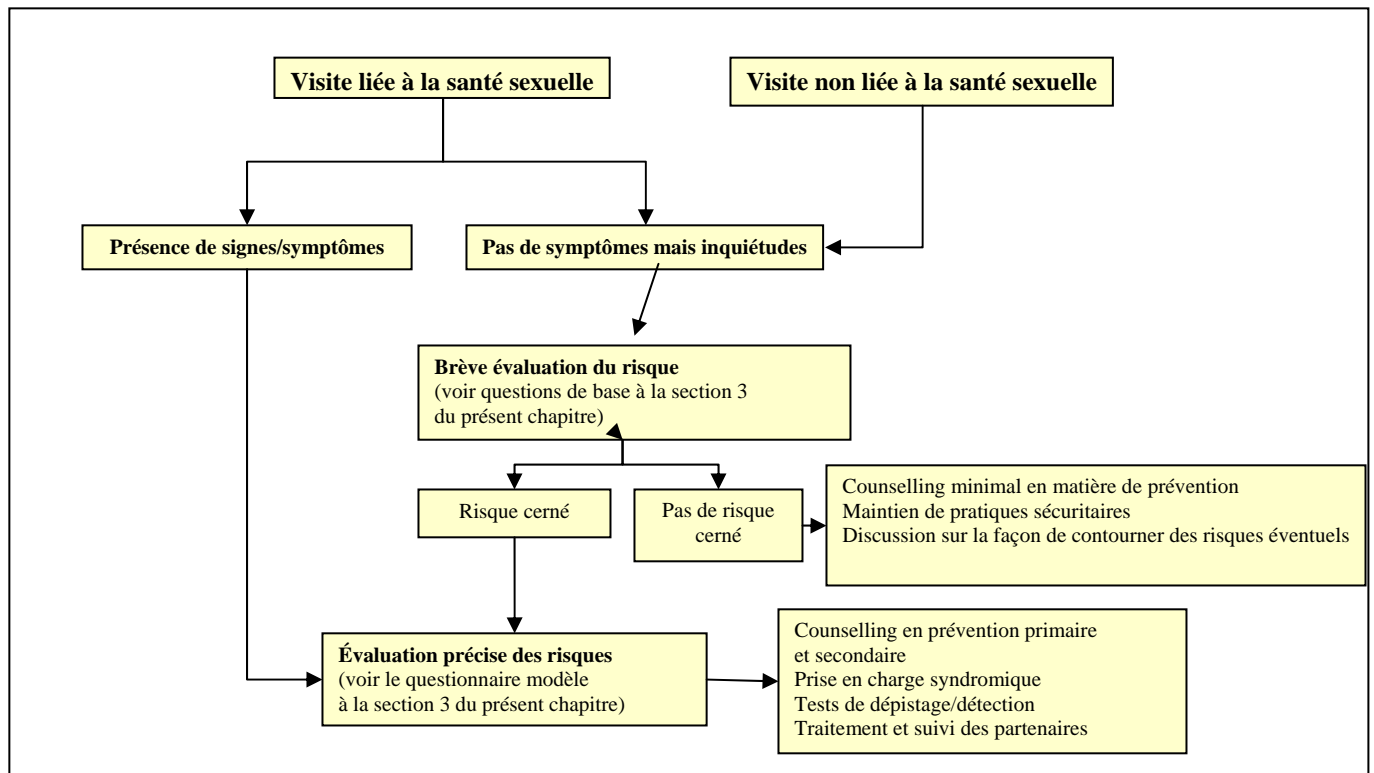 Visite liée à la santé sexuelle
Visite non liée à la santé sexuelle
Présence de signes/symptômes
Pas de symptômes mais inquiétudes
Brève évaluation du risque
(voir questions de base à la section 3
du présent chapitre)
Risque cerné
Pas de risque
cerné
Counselling minimal en matière de prévention
Maintien de pratiques sécuritaires
Discussion sur la façon de contourner des risques éventuels
Évaluation précise des risques
(voir le questionnaire modèle
à la section 3 du présent chapitre)
Counselling en prévention primaire
et secondaire
Prise en charge syndromique
Tests de dépistage/détection
Traitement et suivi des partenaires